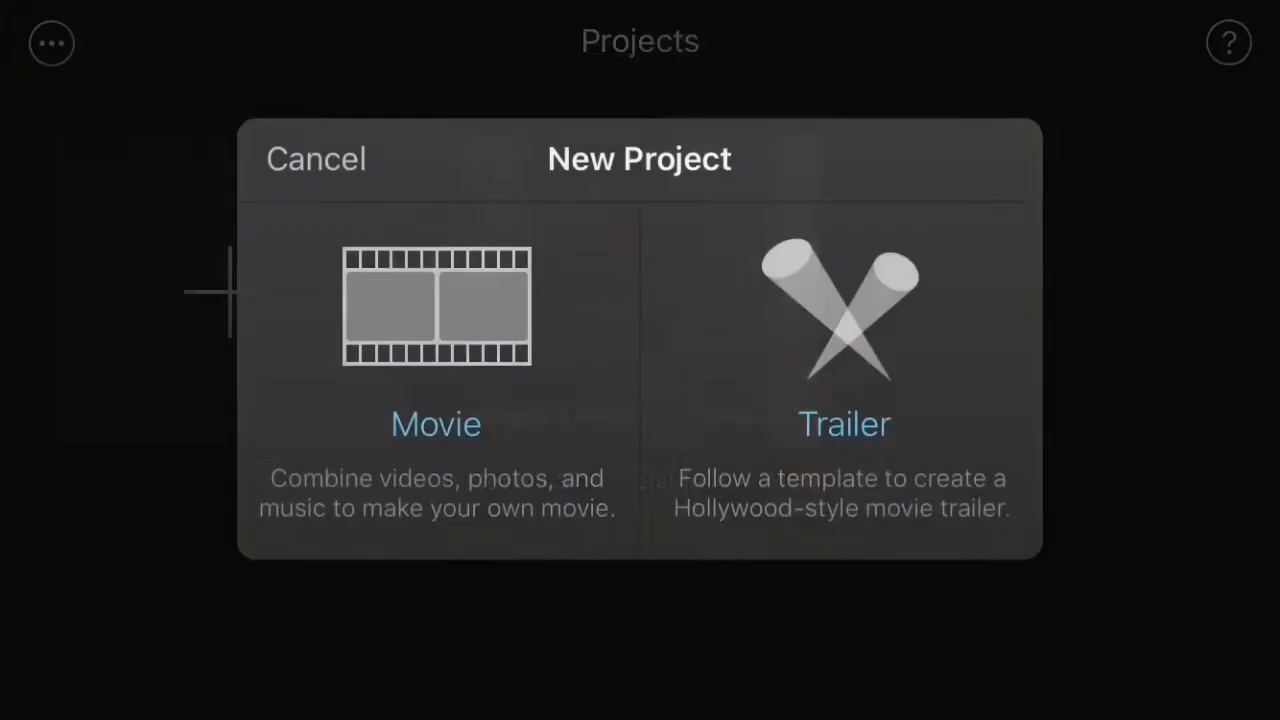 Projects
?
Cancel
New Project
Movie
Trailer
Combine videos, photos, and
music to make your own movie.
Follow a template to create a
Hollywood-style movie trailer.